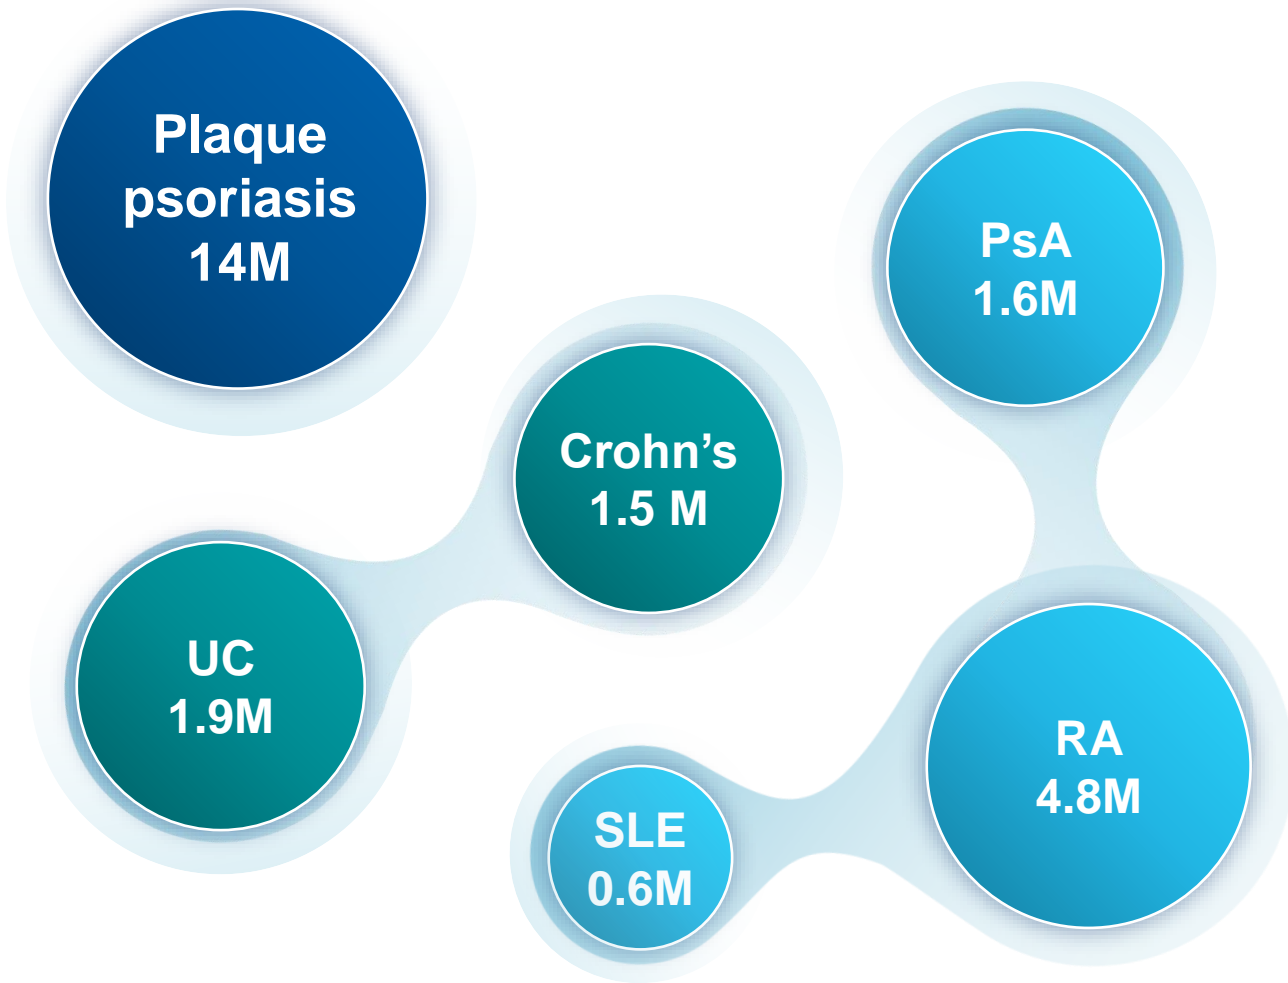 Plaque
psoriasis
14M
PsA
1.6M
Crohn’s
1.5 M
UC
1.9M
RA
4.8M
SLE
0.6M